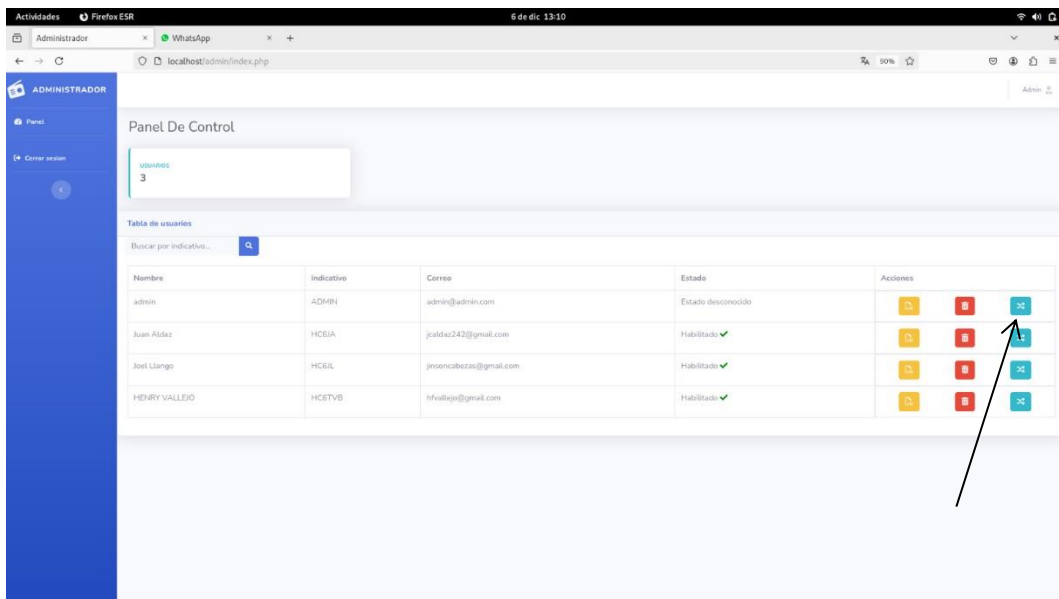 Actividades Firefox ESR 6 de dic 13:10
Administrador × WhatsApp × +
localhost/admin/index.php 90%
ADMINISTRADOR Admin
Panel
Panel De Control
Cerrar sesion
USUARIOS
3
Tabla de usuarios
Buscar por indicativo...
Nombre Indicativo Correo Estado Acciones
admin ADMIN admin@admin.com Estado desconocido
Juan Aldaz HC6JA jcaldaz242@gmail.com Habilitado
Joel Llango HC6JL jinsoncabezas@gmail.com Habilitado
HENRY VALLEJO HC6TVB hfvallejo@gmail.com Habilitado